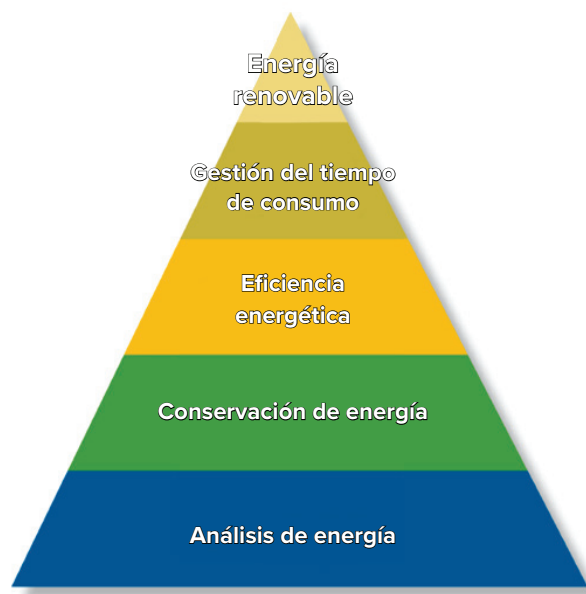 Energía
renovable
Gestión del tiempo
de consumo
Eficiencia
energética
Conservación de energía
Análisis de energía